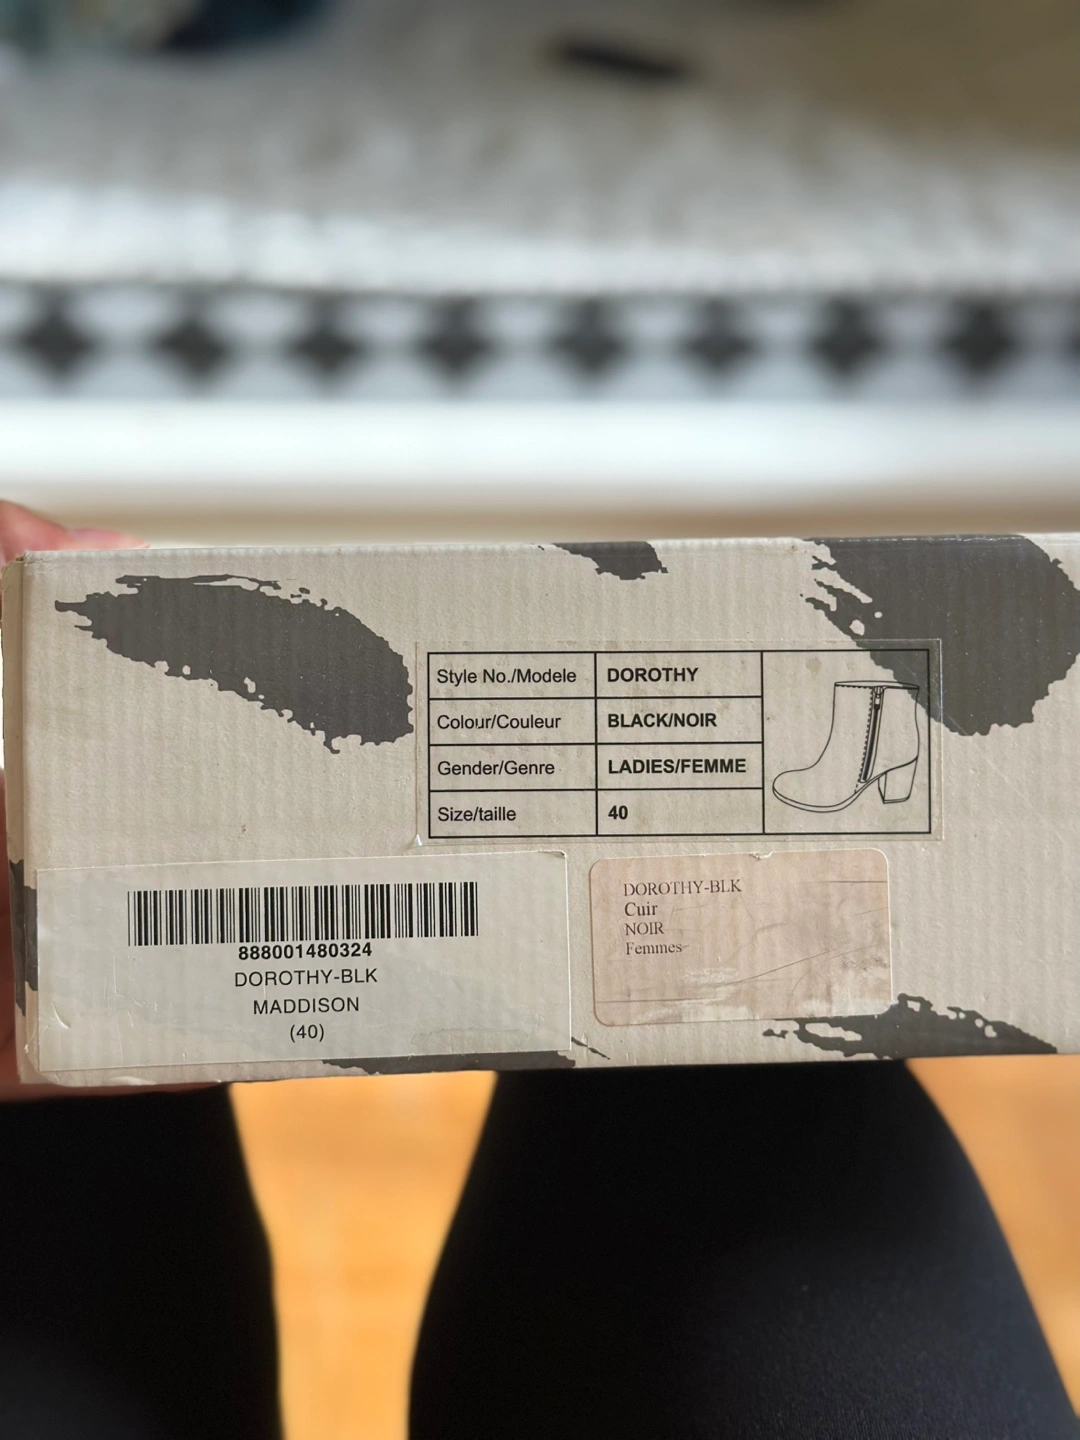 Style No./Modele DOROTHY
Colour/Couleur BLACK/NOIR
Gender/Genre LADIES/FEMME
Size/taille 40
888001480324
DOROTHY-BLK
MADDISON
(40)
DOROTHY-BLK
Cuir
NOIR
Femmes